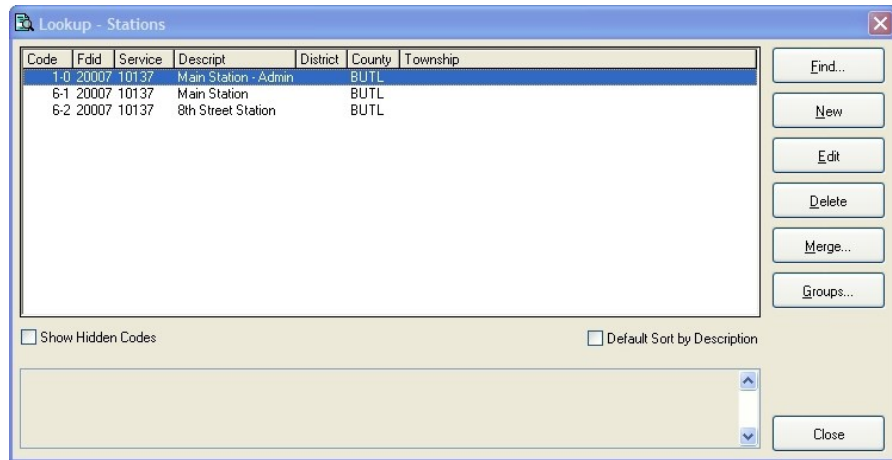 Lookup - Stations
Code Fdid Service Descript District County Township
1-0 20007 10137 Main Station - Admin BUTL
6-1 20007 10137 Main Station BUTL
6-2 20007 10137 8th Street Station BUTL
Find...
New
Edit
Delete
Merge...
Groups...
Show Hidden Codes Default Sort by Description
Close